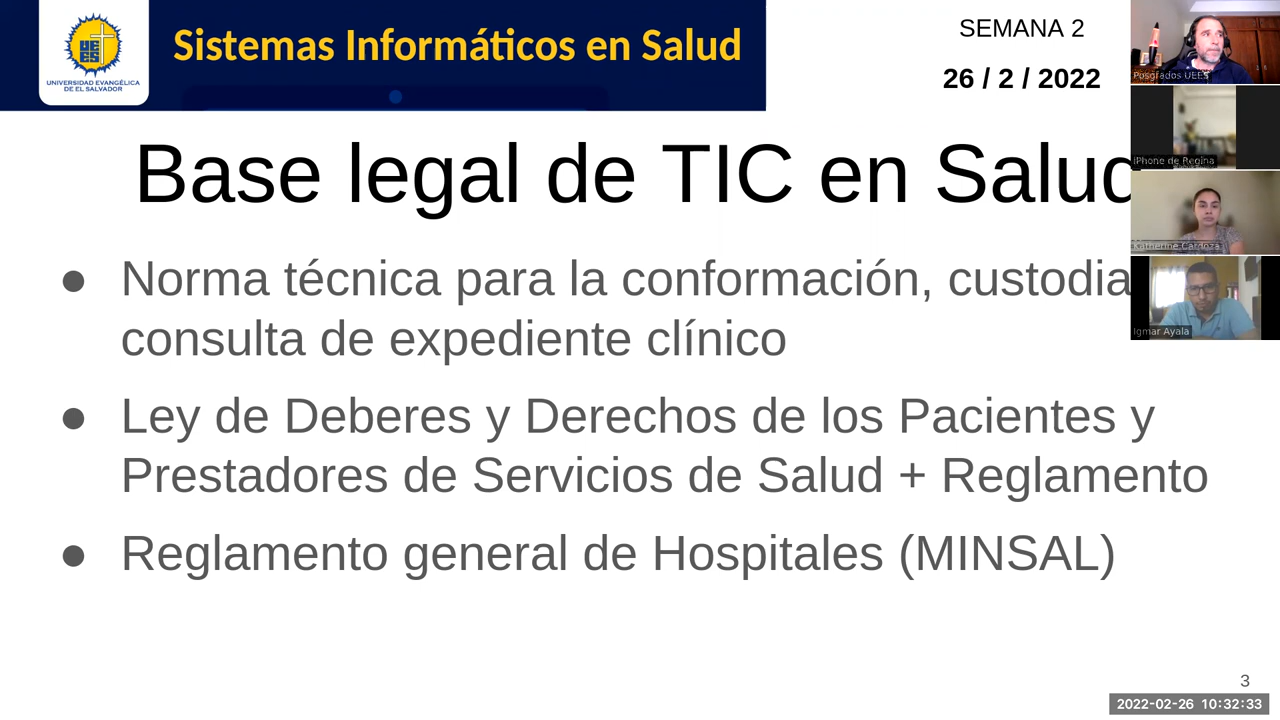 Sistemas Informáticos en Salud
UNIVERSIDAD EVANGÉLICA
DE EL SALVADOR
SEMANA 2
26 / 2 / 2022
Posgrados UEES
iPhone de Regina
Katherine Cardoza
Igmar Ayala
Base legal de TIC en Salud
● Norma técnica para la conformación, custodia
consulta de expediente clínico
● Ley de Deberes y Derechos de los Pacientes y
Prestadores de Servicios de Salud + Reglamento
● Reglamento general de Hospitales (MINSAL)
3
2022-02-26 10:32:33